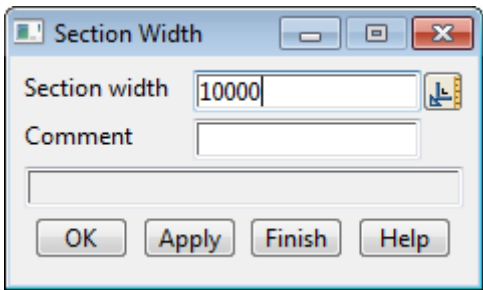 Section Width
Section width 10000
Comment
OK Apply Finish Help